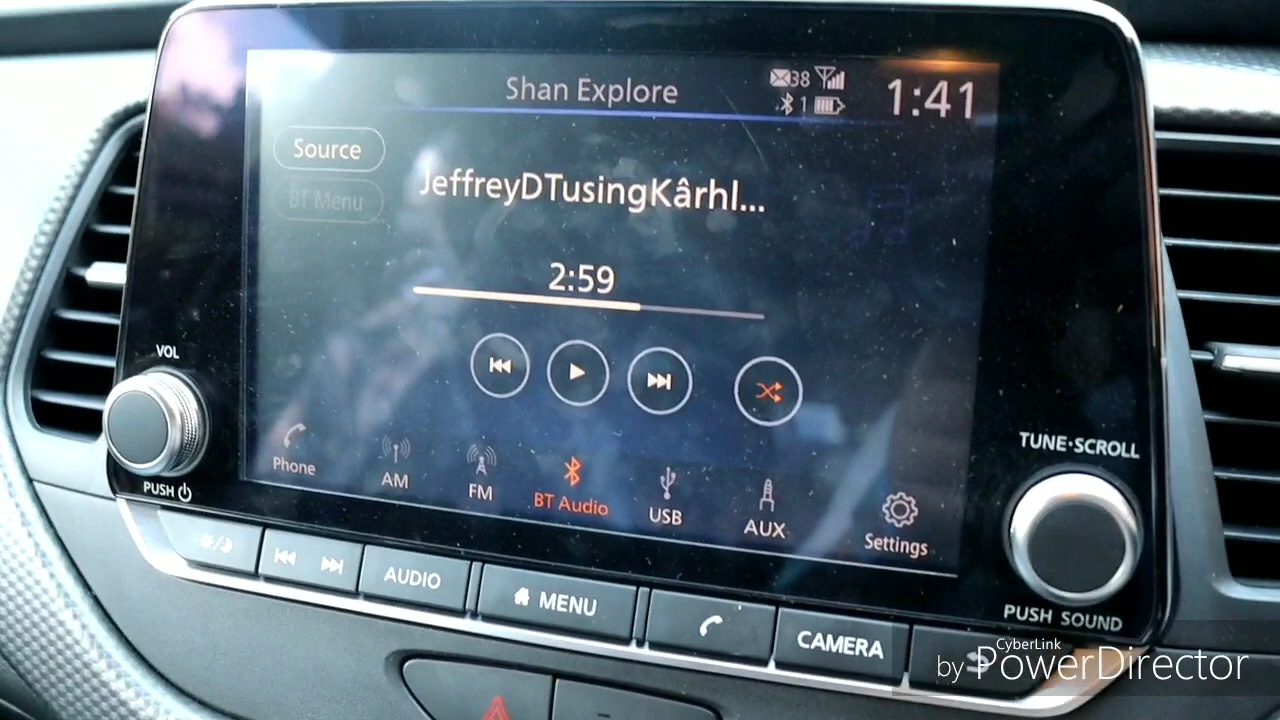 Shan Explore
38
1
1:41
Source
BT Menu
JeffreyDTusingKârhl...
2:59
VOL
PUSH
Phone
AM
FM
BT Audio
USB
AUX
Settings
TUNE·SCROLL
PUSH SOUND
AUDIO
MENU
CAMERA
CyberLink
by PowerDirector